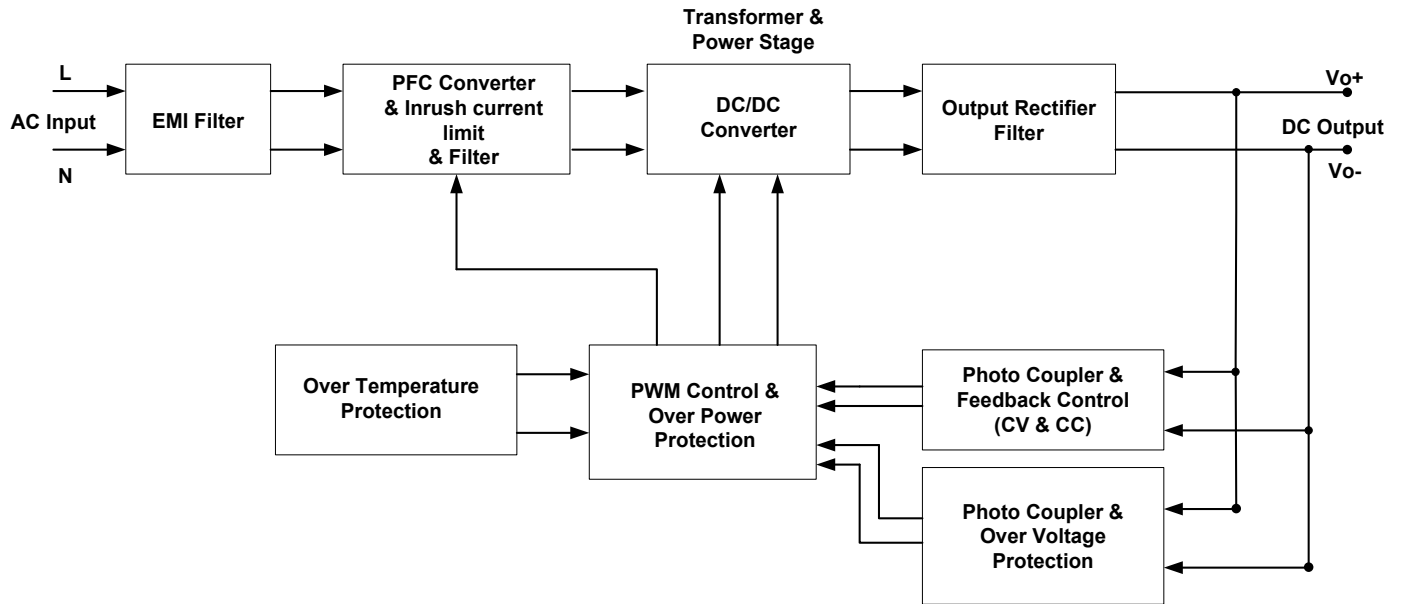 Transformer &
Power Stage
L
AC Input
N
EMI Filter
PFC Converter
& Inrush current
limit
& Filter
DC/DC
Converter
Output Rectifier
Filter
Vo+
DC Output
Vo-
Over Temperature
Protection
PWM Control &
Over Power
Protection
Photo Coupler &
Feedback Control
(CV & CC)
Photo Coupler &
Over Voltage
Protection